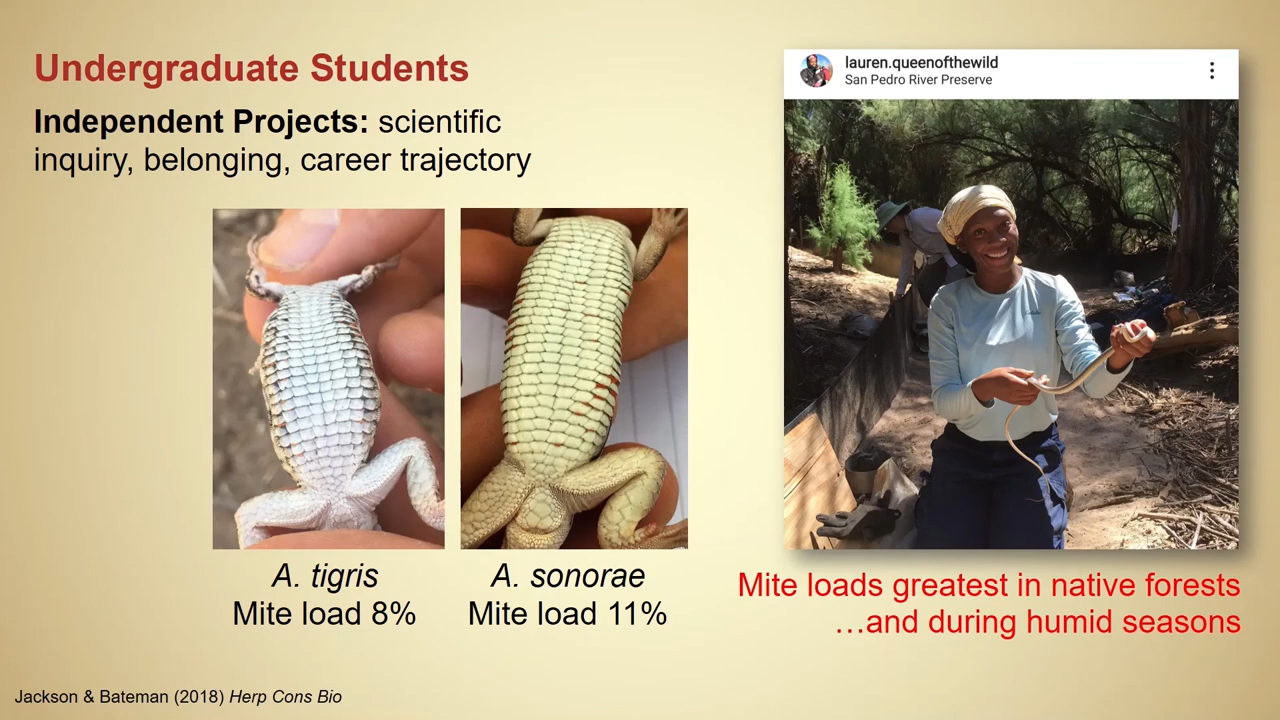 Undergraduate Students
Independent Projects: scientific
inquiry, belonging, career trajectory
lauren.queenofthewild
San Pedro River Preserve
A. tigris
Mite load 8%
A. sonorae
Mite load 11%
Mite loads greatest in native forests
…and during humid seasons
Jackson & Bateman (2018) Herp Cons Bio